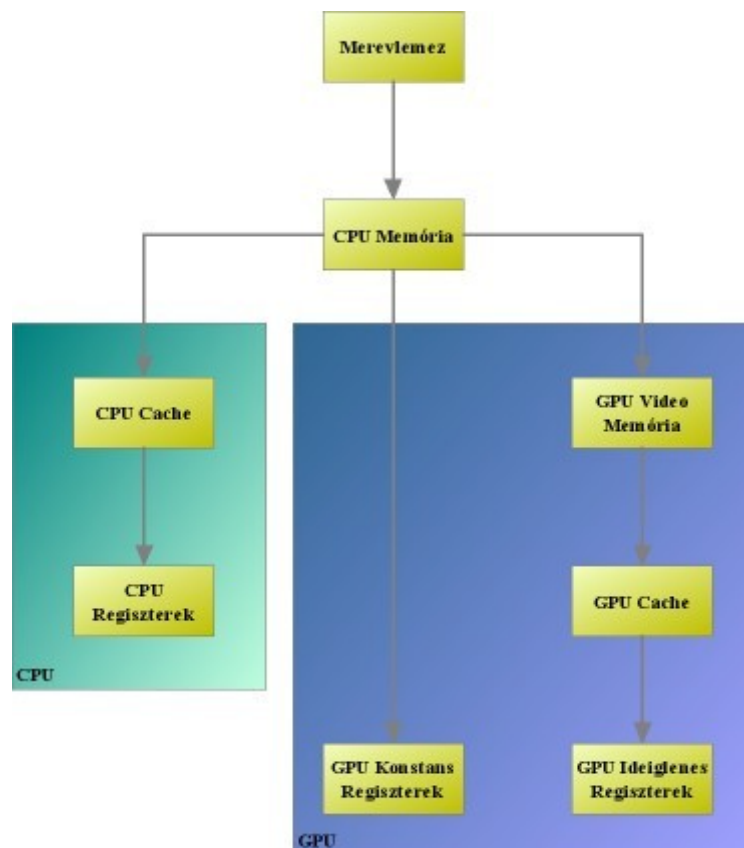 Merevlemez
CPU Memória
CPU Cache
GPU Video
Memória
CPU
Regiszterek
GPU Cache
CPU
GPU Konstans
Regiszterek
GPU Ideiglenes
Regiszterek
GPU